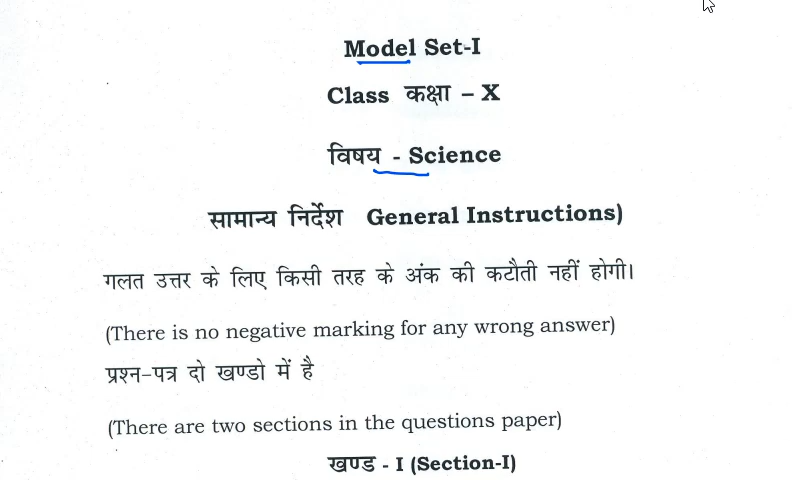 Model Set-I
Class कक्षा – X
विषय - Science
सामान्य निर्देश General Instructions)
गलत उत्तर के लिए किसी तरह के अंक की कटौती नहीं होगी।
(There is no negative marking for any wrong answer)
प्रश्न-पत्र दो खण्डो में है
(There are two sections in the questions paper)
खण्ड - I (Section-I)